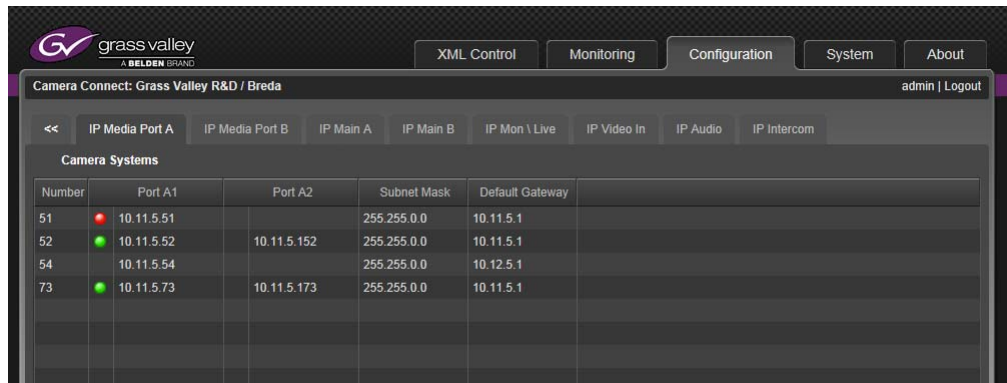 GV grass valley
A BELDEN BRAND
XML Control Monitoring Configuration System About
Camera Connect: Grass Valley R&D / Breda admin | Logout
<< IP Media Port A IP Media Port B IP Main A IP Main B IP Mon \ Live IP Video In IP Audio IP Intercom
Camera Systems
Number Port A1 Port A2 Subnet Mask Default Gateway
51 10.11.5.51 255.255.0.0 10.11.5.1
52 10.11.5.52 10.11.5.152 255.255.0.0 10.11.5.1
54 10.11.5.54 255.255.0.0 10.12.5.1
73 10.11.5.73 10.11.5.173 255.255.0.0 10.11.5.1